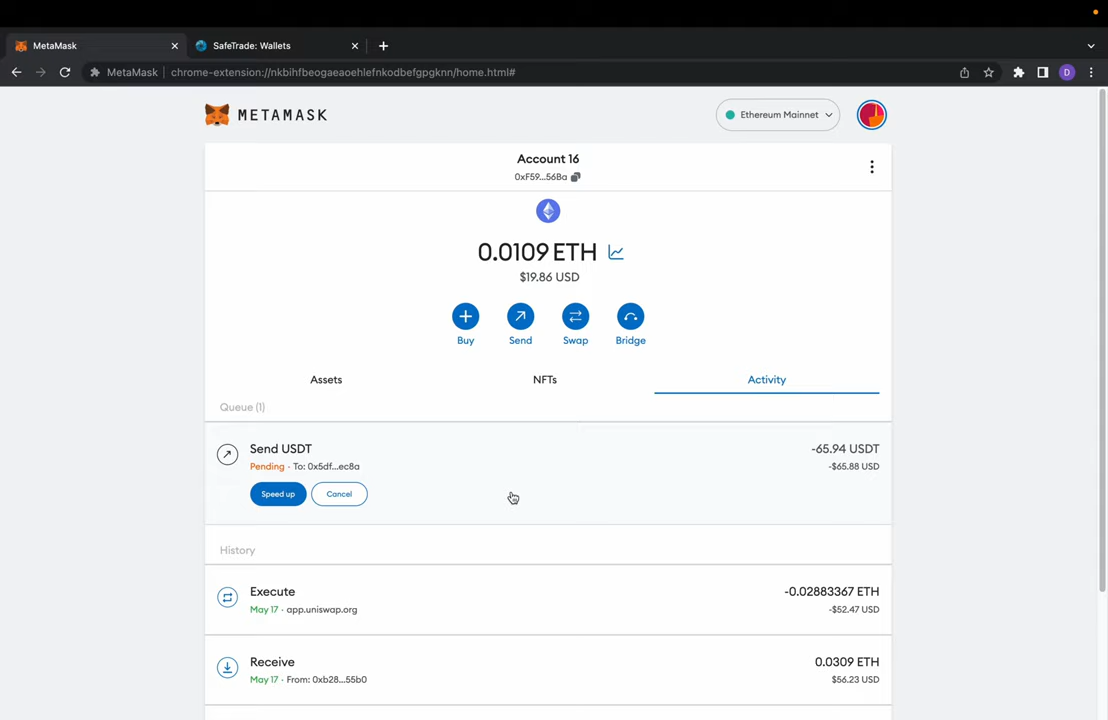 MetaMask
SafeTrade: Wallets
MetaMask
chrome-extension://nkbihfbeogaeaoehlefnkodbefgpgknn/home.html#
D
METAMASK
Ethereum Mainnet
Account 16
0xF59...56Ba
0.0109 ETH
$19.86 USD
Buy
Send
Swap
Bridge
Assets
NFTs
Activity
Queue (1)
Send USDT
-65.94 USDT
Pending · To: 0x5df...ec8a
-$65.88 USD
Speed up
Cancel
History
Execute
-0.02883367 ETH
May 17 · app.uniswap.org
-$52.47 USD
Receive
0.0309 ETH
May 17 · From: 0xb28...55b0
$56.23 USD